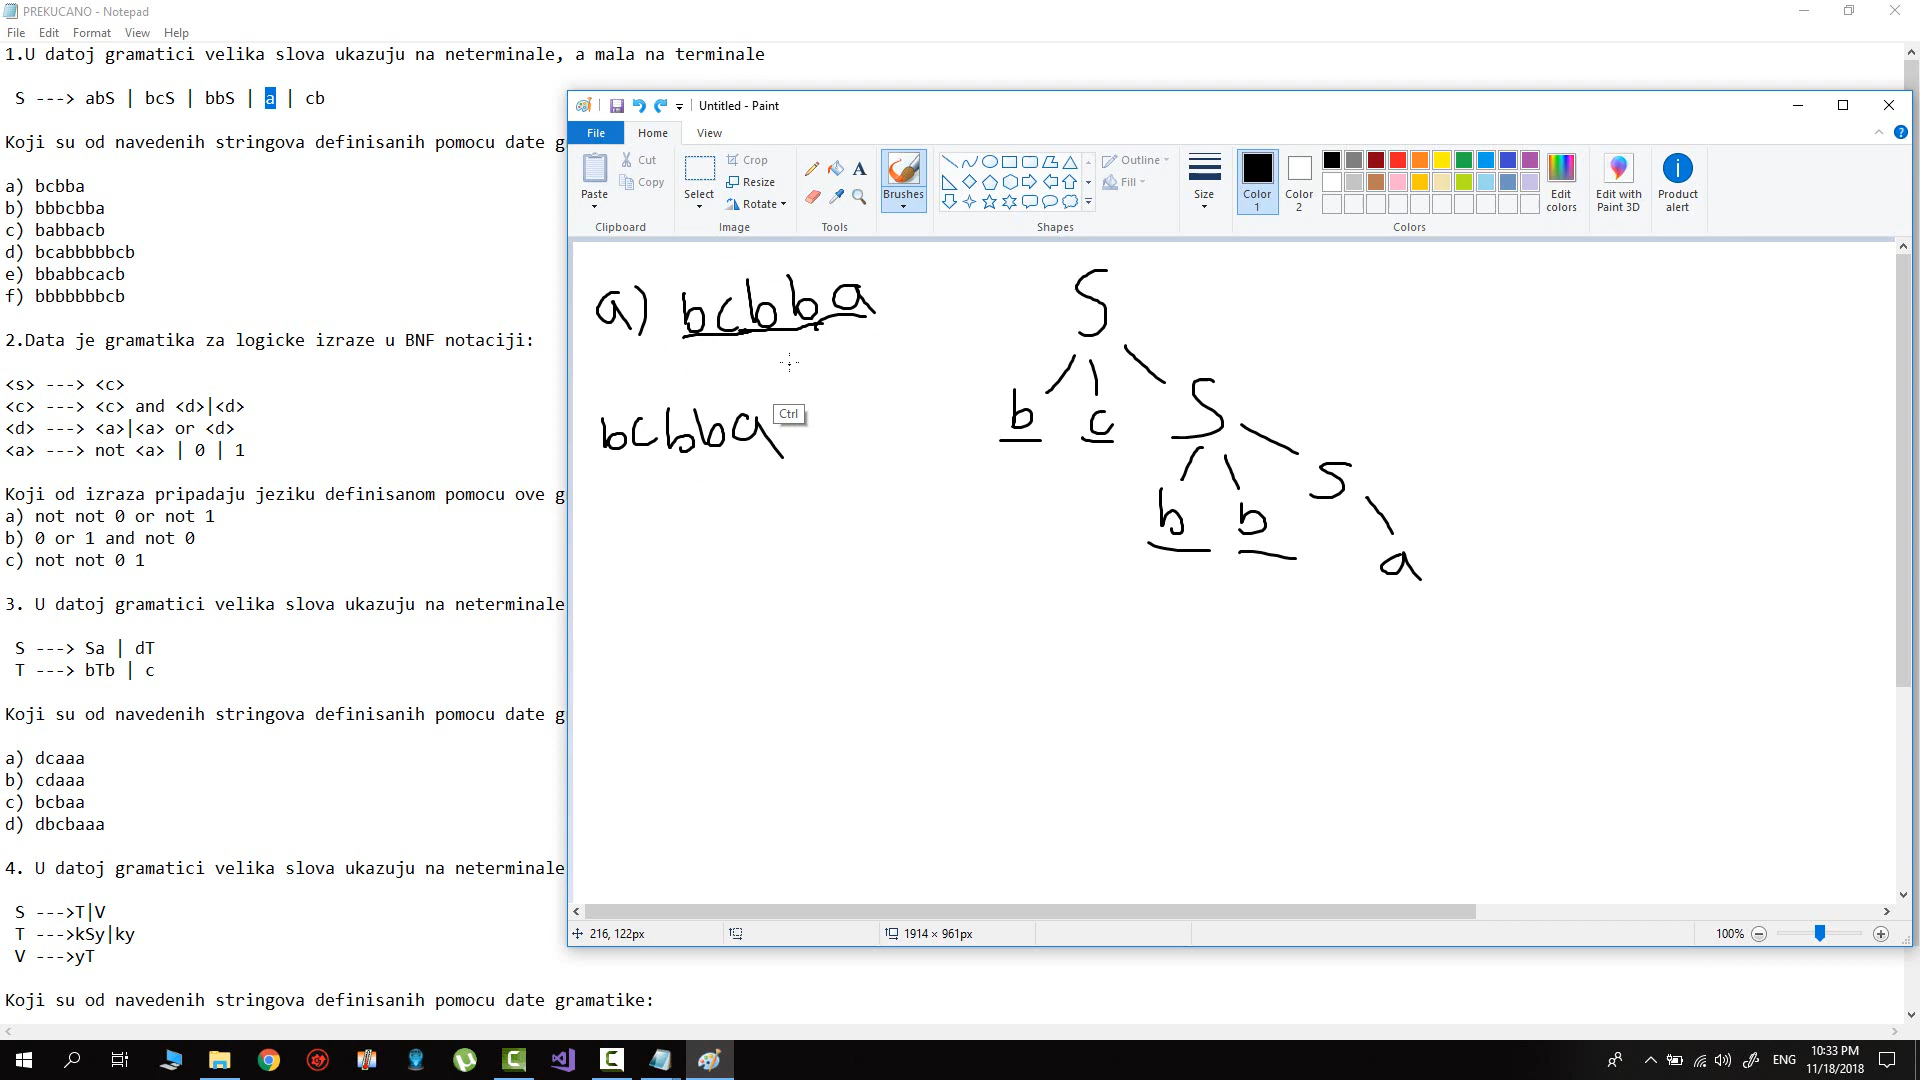 PREKUCANO - Notepad
File Edit Format View Help
1.U datoj gramatici velika slova ukazuju na neterminale, a mala na terminale
S ---> abS | bcS | bbS | a | cb
Koji su od navedenih stringova definisanih pomocu date g
a) bcbba
b) bbbcbba
c) babbacb
d) bcabbbbbcb
e) bbabbcacb
f) bbbbbbbcb
2.Data je gramatika za logicke izraze u BNF notaciji:
<s> ---> <c>
<c> ---> <c> and <d>|<d>
<d> ---> <a>|<a> or <d>
<a> ---> not <a> | 0 | 1
Koji od izraza pripadaju jeziku definisanom pomocu ove g
a) not not 0 or not 1
b) 0 or 1 and not 0
c) not not 0 1
3. U datoj gramatici velika slova ukazuju na neterminale
S ---> Sa | dT
T ---> bTb | c
Koji su od navedenih stringova definisanih pomocu date g
a) dcaaa
b) cdaaa
c) bcbaa
d) dbcbaaa
4. U datoj gramatici velika slova ukazuju na neterminale
S --->T|V
T --->kSy|ky
V --->yT
Koji su od navedenih stringova definisanih pomocu date gramatike:
Untitled - Paint
File Home View
Paste Cut Copy Clipboard
Select Crop Resize Rotate Image
Tools
Brushes
Outline Fill Shapes
Size
Color 1 Color 2 Edit colors Colors
Edit with Paint 3D
Product alert
a) bcbba
S
b c S
bcbba
Ctrl
S
b b
a
216, 122px
1914 × 961px
100%
ENG
10:33 PM
11/18/2018